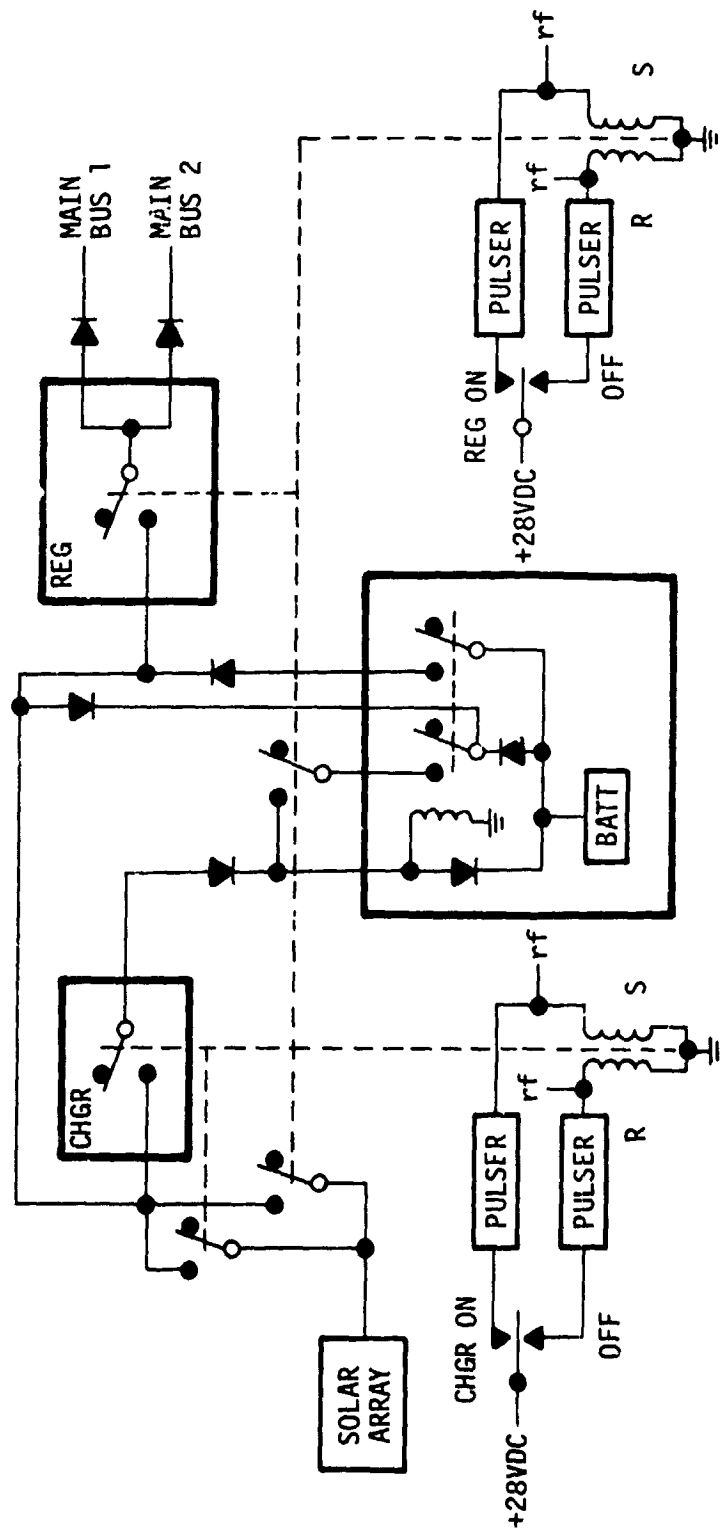 MAIN
BUS 1
MAIN
BUS 2
REG
CHGR
SOLAR
ARRAY
BATT
CHGR ON
+28VDC
OFF
PULSER
PULSER
R
rf
rf
S
REG ON
+28VDC
OFF
PULSER
PULSER
R
rf
rf
S